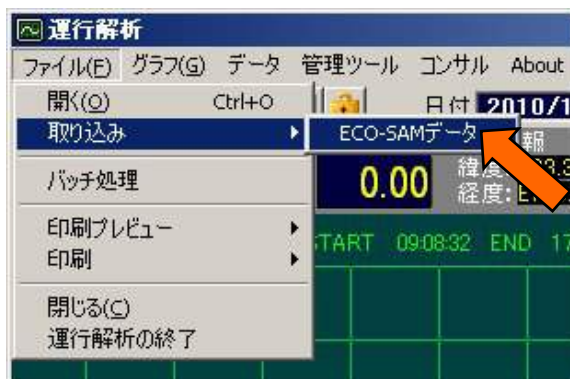 運行解析
ファイル(F) グラフ(G) データ 管理ツール コンサル About
開く(O) Ctrl+O
日付 2010/1
取り込み
ECO-SAMデータ
報
バッチ処理
0.00
緯度:
経度:E
印刷プレビュー
START 09:08:32 END 17
印刷
閉じる(C)
運行解析の終了